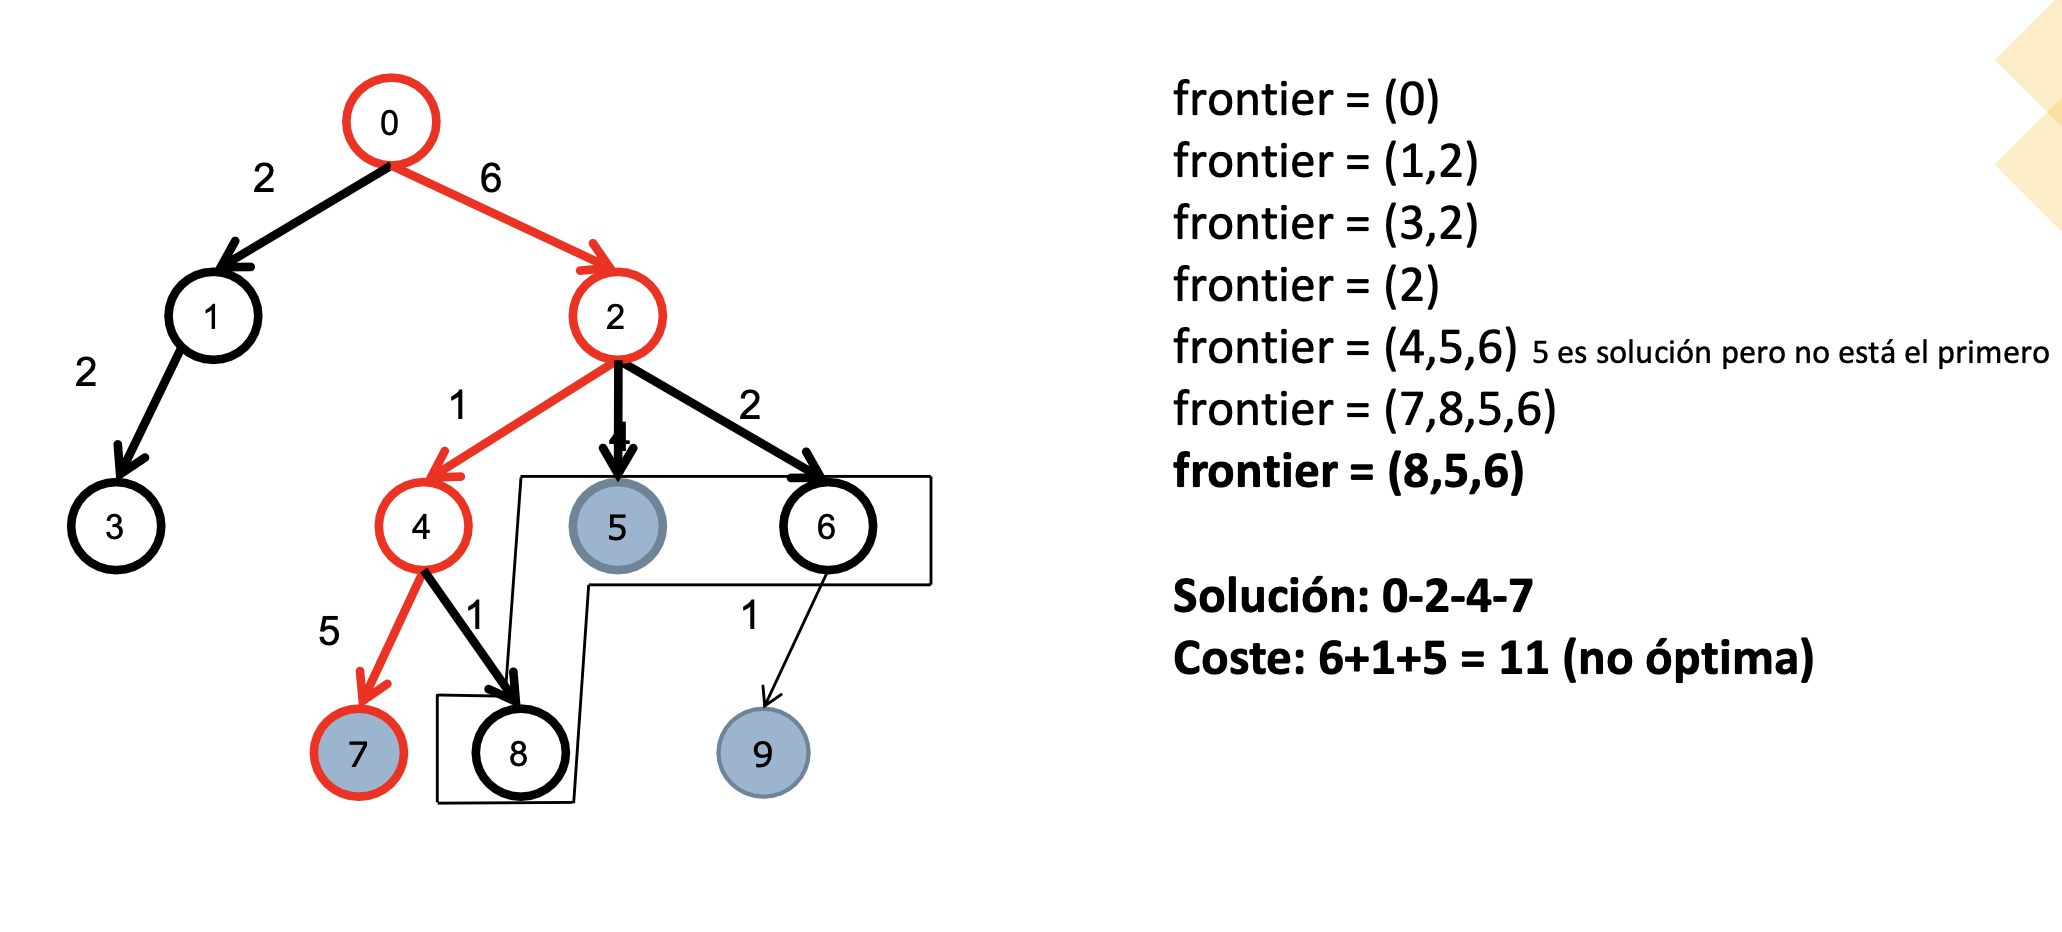 0
2
6
1
2
2
1
4
2
3
4
5
6
5
1
1
7
8
9
frontier = (0)
frontier = (1,2)
frontier = (3,2)
frontier = (2)
frontier = (4,5,6) 5 es solución pero no está el primero
frontier = (7,8,5,6)
frontier = (8,5,6)
Solución: 0-2-4-7
Coste: 6+1+5 = 11 (no óptima)